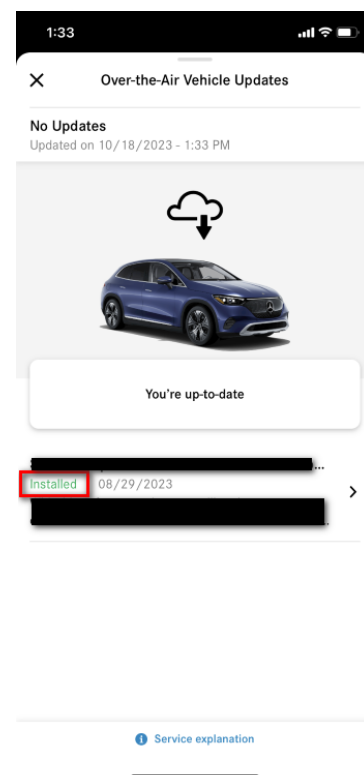 1:33
Over-the-Air Vehicle Updates
No Updates
Updated on 10/18/2023 - 1:33 PM
You're up-to-date
Installed 08/29/2023
Service explanation